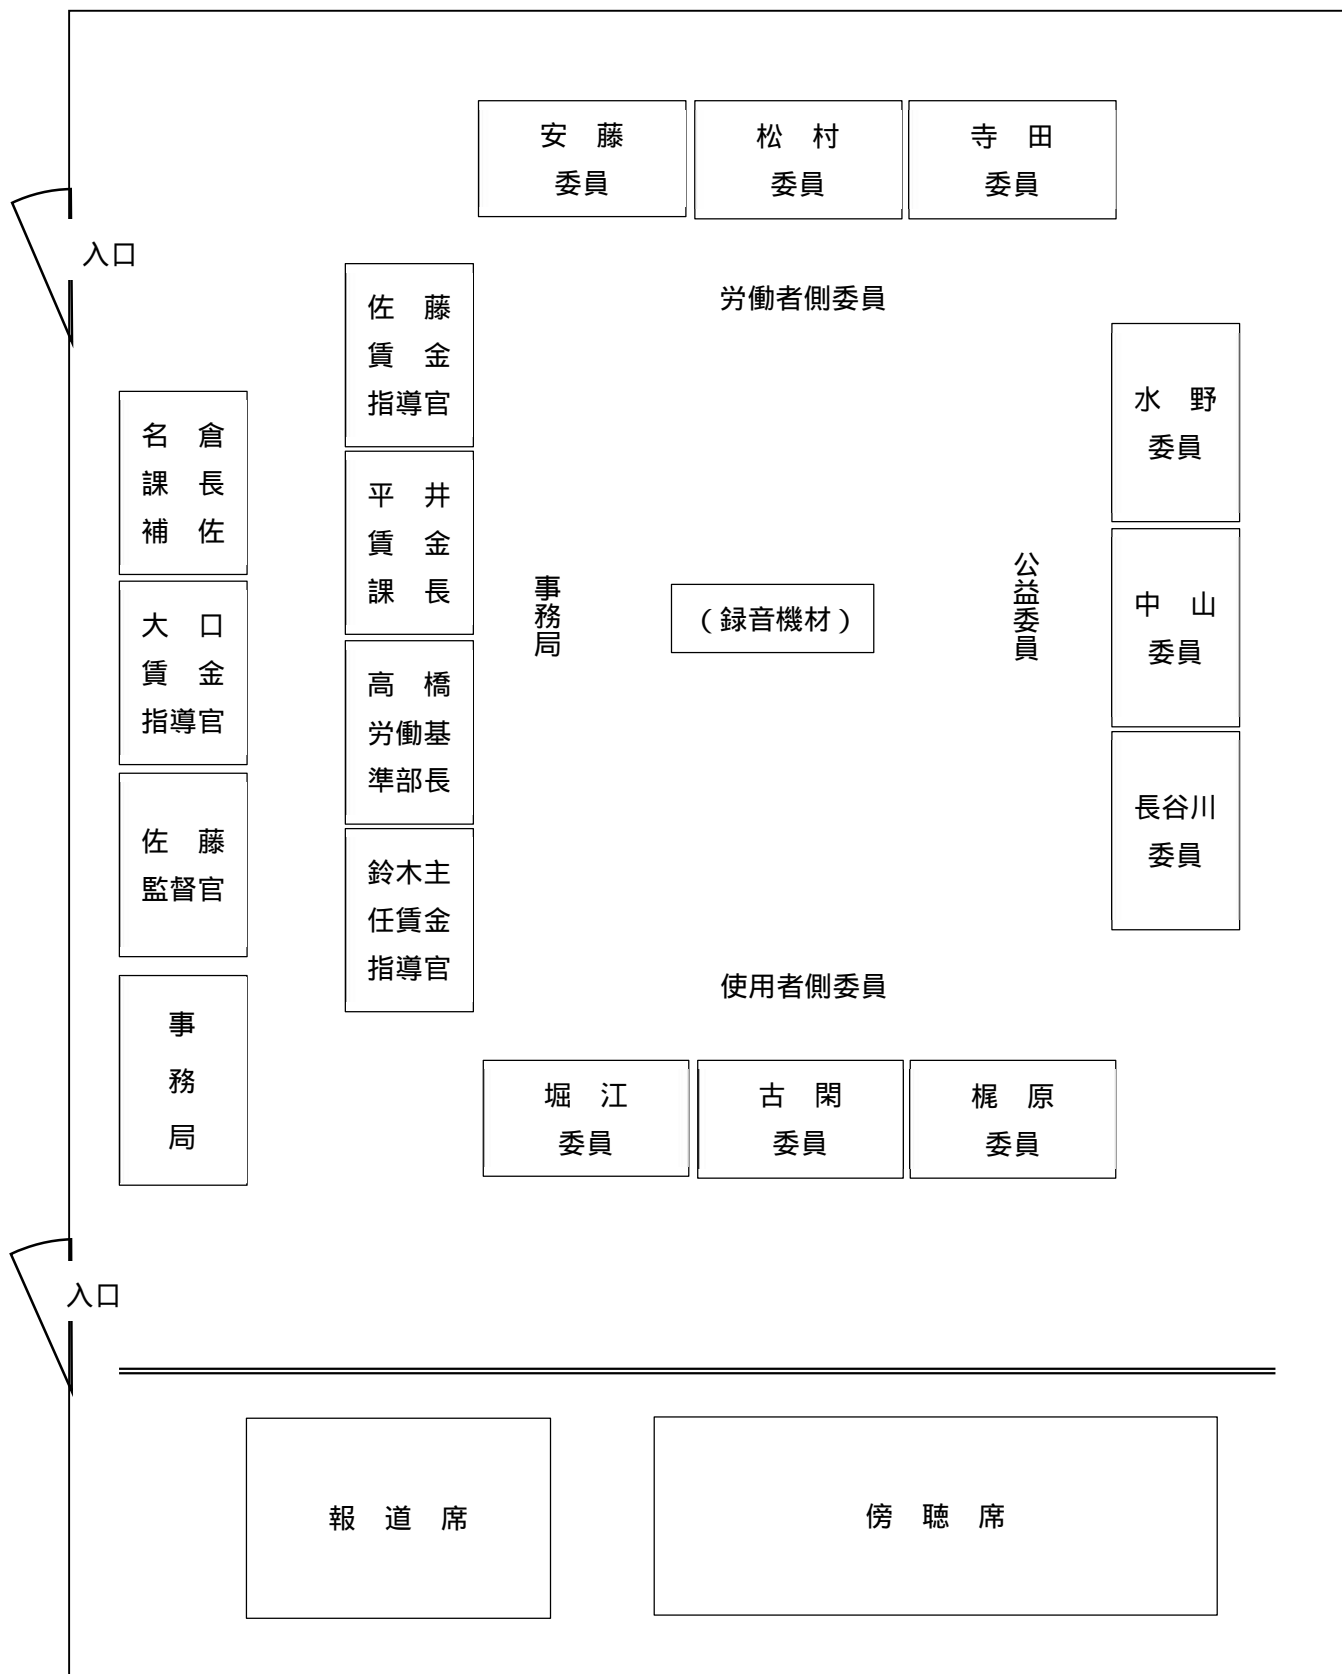 安　藤
委員
松　村
委員
寺　田
委員
入口
労働者側委員
佐　藤
賃　金
指導官
水　野
委員
名　倉
課　長
補　佐
平　井
賃　金
課　長
事務局
(録音機材)
公益委員
中　山
委員
大　口
賃　金
指導官
高　橋
労働基
準部長
長谷川
委員
佐　藤
監督官
鈴木主
任賃金
指導官
使用者側委員
事
務
局
堀　江
委員
古　閑
委員
梶　原
委員
入口
報　道　席
傍　聴　席